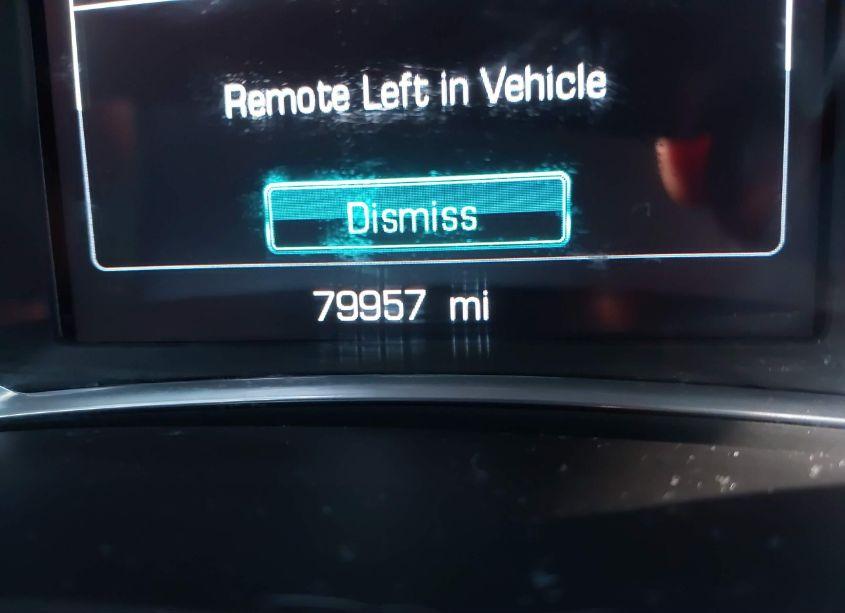 Remote Left in Vehicle
Dismiss
79957 mi